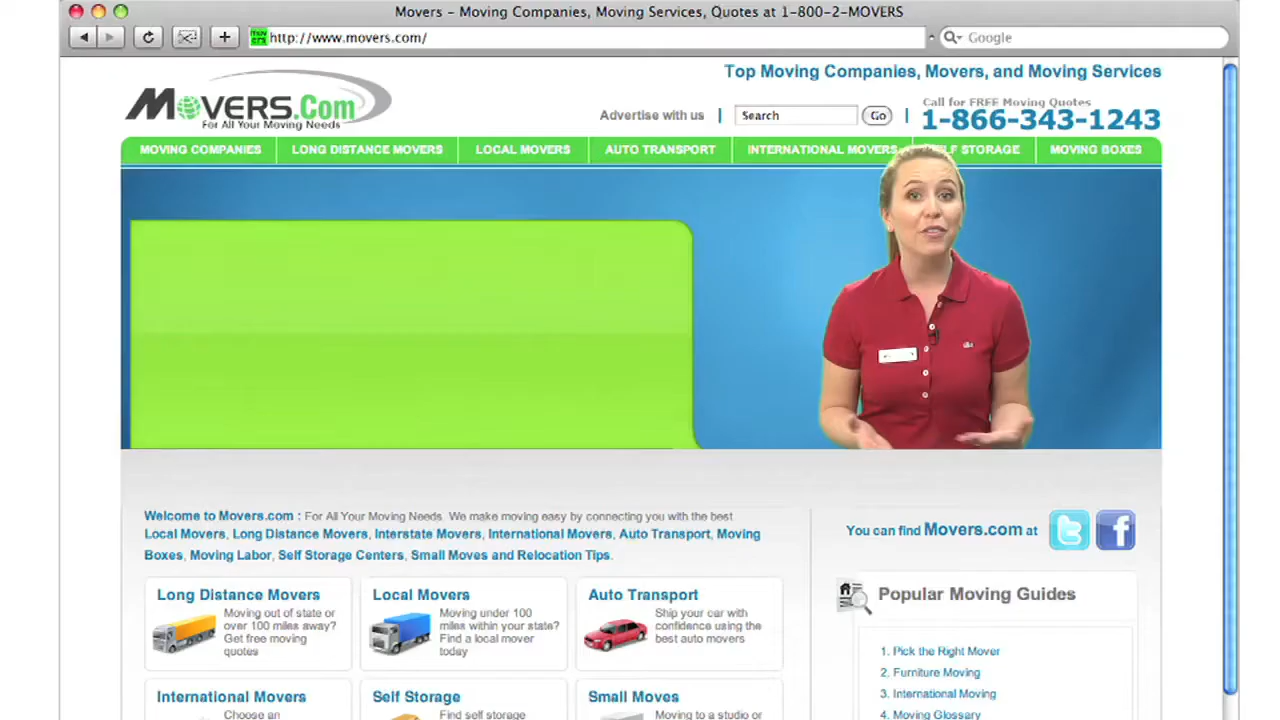 Movers - Moving Companies, Moving Services, Quotes at 1-800-2-MOVERS
http://www.movers.com/
Google
Top Moving Companies, Movers, and Moving Services
MOVERS.Com
For All Your Moving Needs
Advertise with us | Search Go |
Call for FREE Moving Quotes
1-866-343-1243
MOVING COMPANIES
LONG DISTANCE MOVERS
LOCAL MOVERS
AUTO TRANSPORT
INTERNATIONAL MOVERS
STORAGE
MOVING BOXES
Welcome to Movers.com : For All Your Moving Needs. We make moving easy by connecting you with the best
Local Movers, Long Distance Movers, Interstate Movers, International Movers, Auto Transport, Moving
Boxes, Moving Labor, Self Storage Centers, Small Moves and Relocation Tips.
You can find Movers.com at
t
f
Long Distance Movers
Moving out of state or
over 100 miles away?
Get free moving
quotes
Local Movers
Moving under 100
miles within your state?
Find a local mover
today
Auto Transport
Ship your car with
confidence using the
best auto movers
Popular Moving Guides
1. Pick the Right Mover
2. Furniture Moving
3. International Moving
4. Moving Glossary
International Movers
Choose an
Self Storage
Find self storage
Small Moves
Moving to a studio or